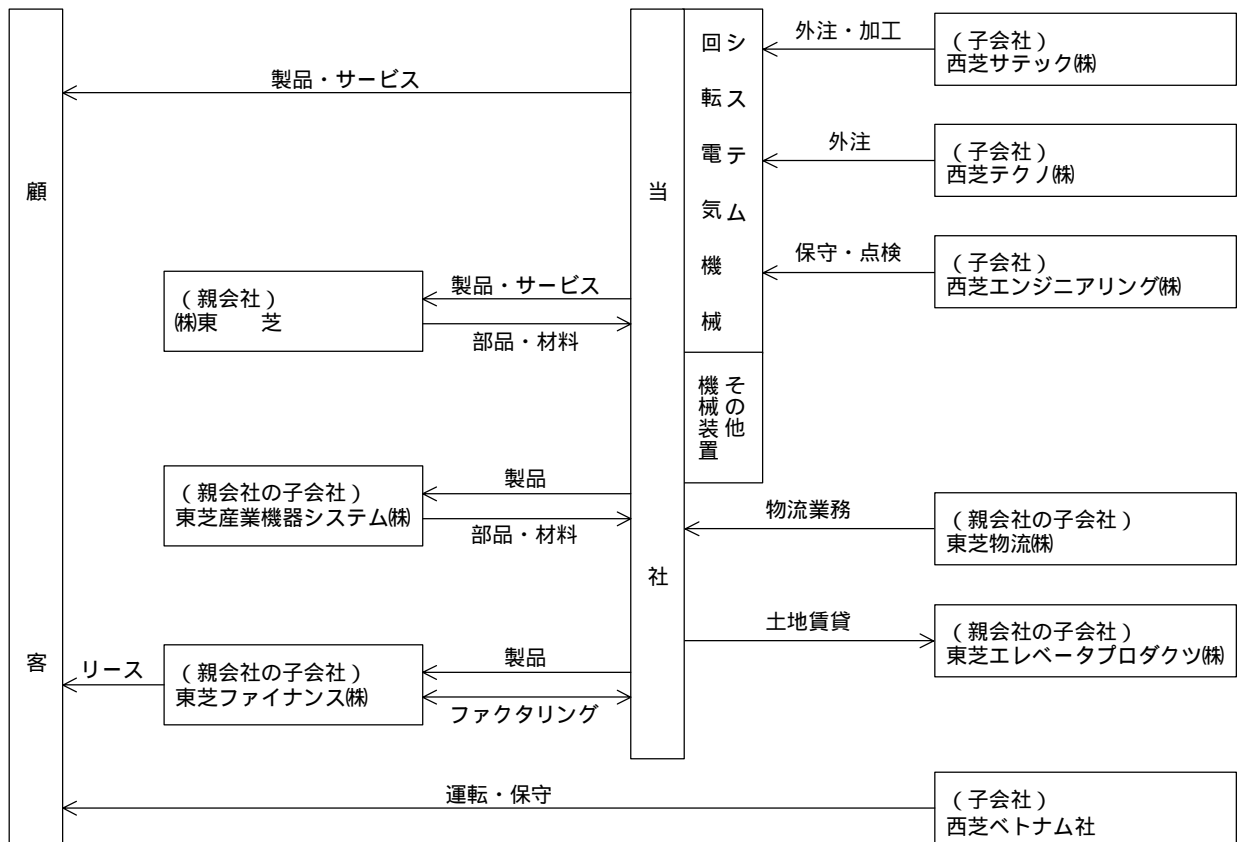 顧客
製品・サービス
(親会社)
㈱東　　芝
製品・サービス
部品・材料
(親会社の子会社)
東芝産業機器システム㈱
製品
部品・材料
リース
(親会社の子会社)
東芝ファイナンス㈱
製品
ファクタリング
当社
回転電気機械
システム
その他
機械装置
外注・加工
(子会社)
西芝サテック㈱
外注
(子会社)
西芝テクノ㈱
保守・点検
(子会社)
西芝エンジニアリング㈱
物流業務
(親会社の子会社)
東芝物流㈱
土地賃貸
(親会社の子会社)
東芝エレベータプロダクツ㈱
運転・保守
(子会社)
西芝ベトナム社